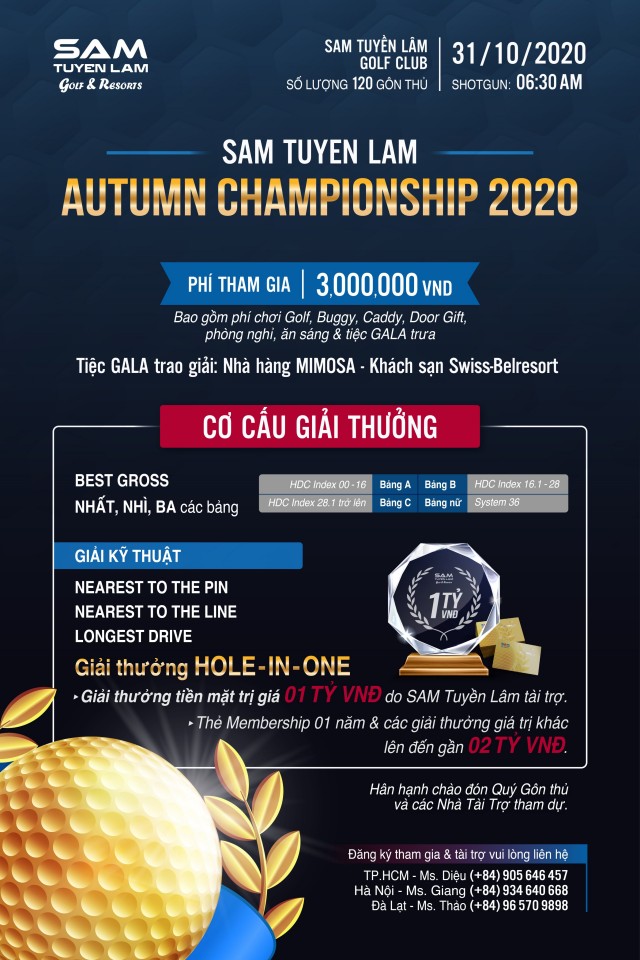 SAM
TUYEN LAM
GOLF & RESORTS
SAM TUYỀN LÂM
GOLF CLUB
SỐ LƯỢNG 120 GÔN THỦ
31/10/2020
SHOTGUN: 06:30 AM
SAM TUYEN LAM
AUTUMN CHAMPIONSHIP 2020
PHÍ THAM GIA | 3,000,000 VND
Bao gồm phí chơi Golf, Buggy, Caddy, Door Gift,
phòng nghỉ, ăn sáng & tiệc GALA trưa
Tiệc GALA trao giải: Nhà hàng MIMOSA - Khách sạn Swiss-Belresort
CƠ CẤU GIẢI THƯỞNG
BEST GROSS
NHẤT, NHÌ, BA các bảng
HDC Index 00 - 16 Bảng A Bảng B HDC Index 16.1 - 28
HDC Index 28.1 trở lên Bảng C Bảng nữ System 36
GIẢI KỸ THUẬT
NEAREST TO THE PIN
NEAREST TO THE LINE
LONGEST DRIVE
SAM
TUYEN LAM
1 TỶ
VNĐ
Giải thưởng HOLE-IN-ONE
‣ Giải thưởng tiền mặt trị giá 01 TỶ VNĐ do SAM Tuyền Lâm tài trợ.
‣ Thẻ Membership 01 năm & các giải thưởng giá trị khác
lên đến gần 02 TỶ VNĐ.
Hân hạnh chào đón Quý Gôn thủ
và các Nhà Tài Trợ tham dự.
Đăng ký tham gia & tài trợ vui lòng liên hệ
TP.HCM - Ms. Diệu (+84) 905 646 457
Hà Nội - Ms. Giang (+84) 934 640 668
Đà Lạt - Ms. Thảo (+84) 96 570 9898